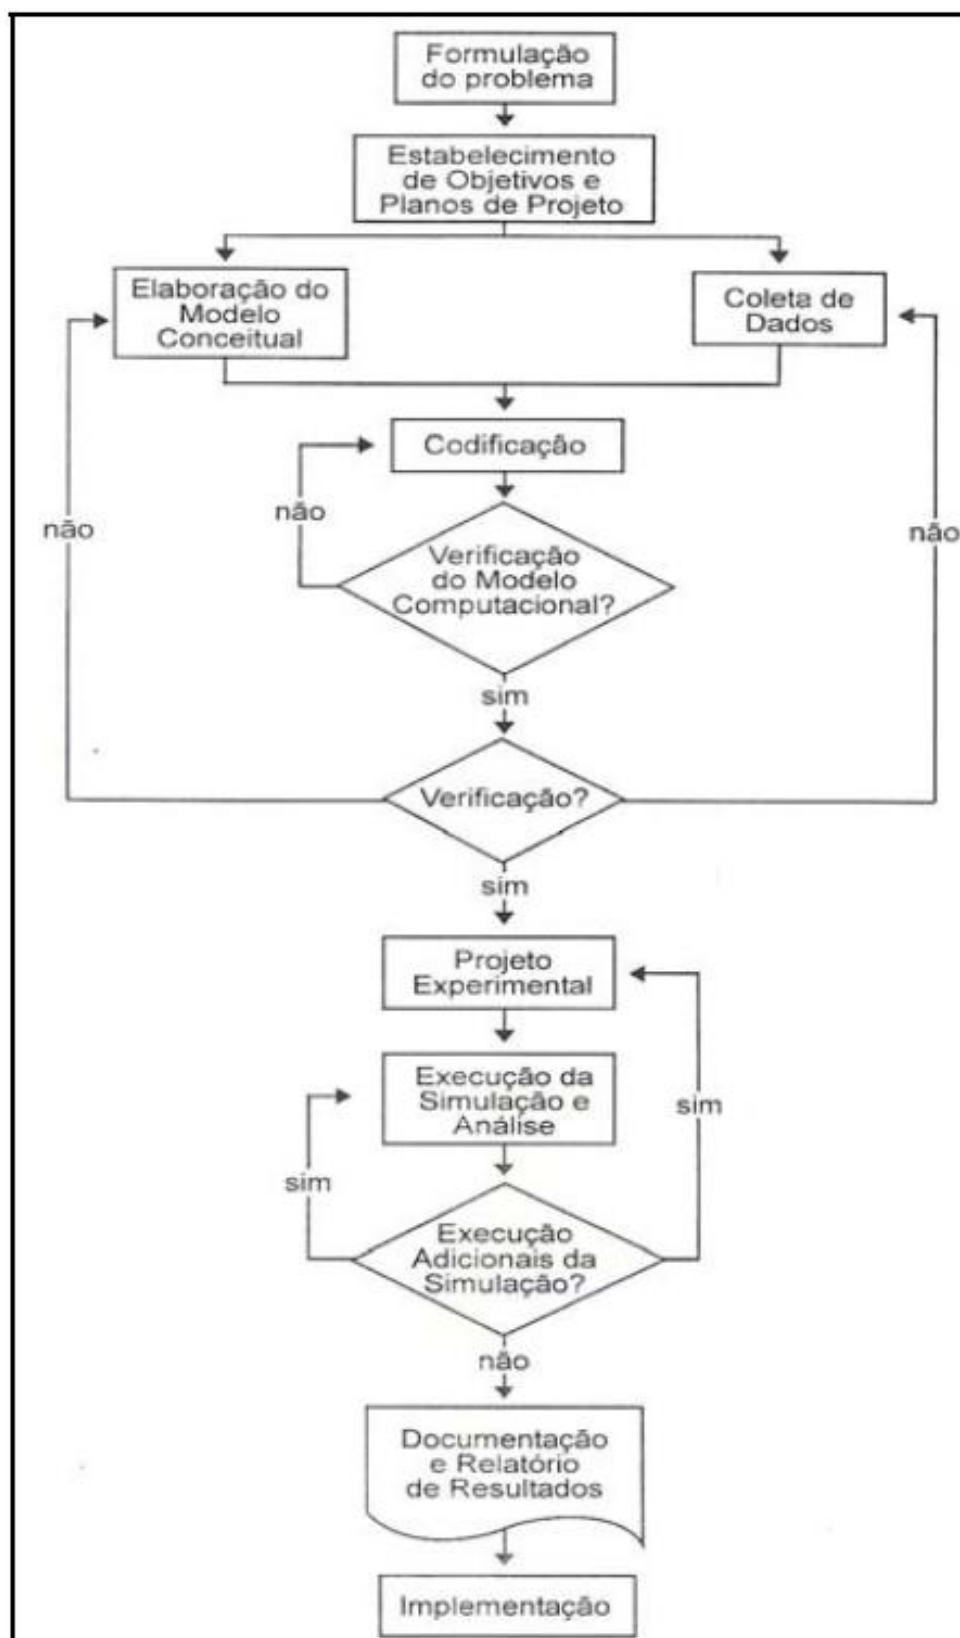 Formulação
do problema
Estabelecimento
de Objetivos e
Planos de Projeto
Elaboração do
Modelo
Conceitual
Coleta de
Dados
Codificação
não
não
não
Verificação
do Modelo
Computacional?
sim
Verificação?
sim
Projeto
Experimental
Execução da
Simulação e
Análise
sim
sim
Execução
Adicionais da
Simulação?
não
Documentação
e Relatório
de Resultados
Implementação